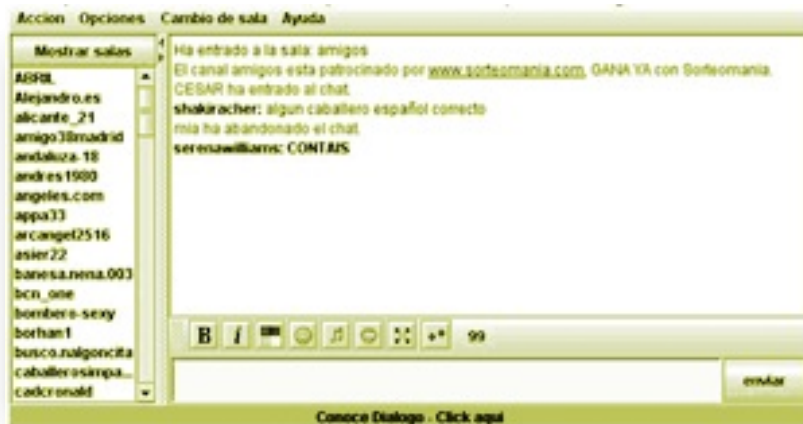 Accion Opciones Cambio de sala Ayuda
Mostrar salas
ABRIL
Alejandro.es
alicante_21
amigo38madrid
andaluza-18
andres1980
angeles.com
appa33
arcangel2516
asier22
banesa.nena.003
bcn_one
bombero-sexy
borhan1
busco.nalgoncita
caballerosimpa...
cadcronald
Ha entrado a la sala: amigos
El canal amigos esta patrocinado por www.sorteomania.com, GANA YA con Sorteomania.
CESAR ha entrado al chat.
shakiracher: algun caballero español correcto
mia ha abandonado el chat.
serenawilliams: CONTAIS
B i 99
enviar
Conoce Dialogo - Click aqui